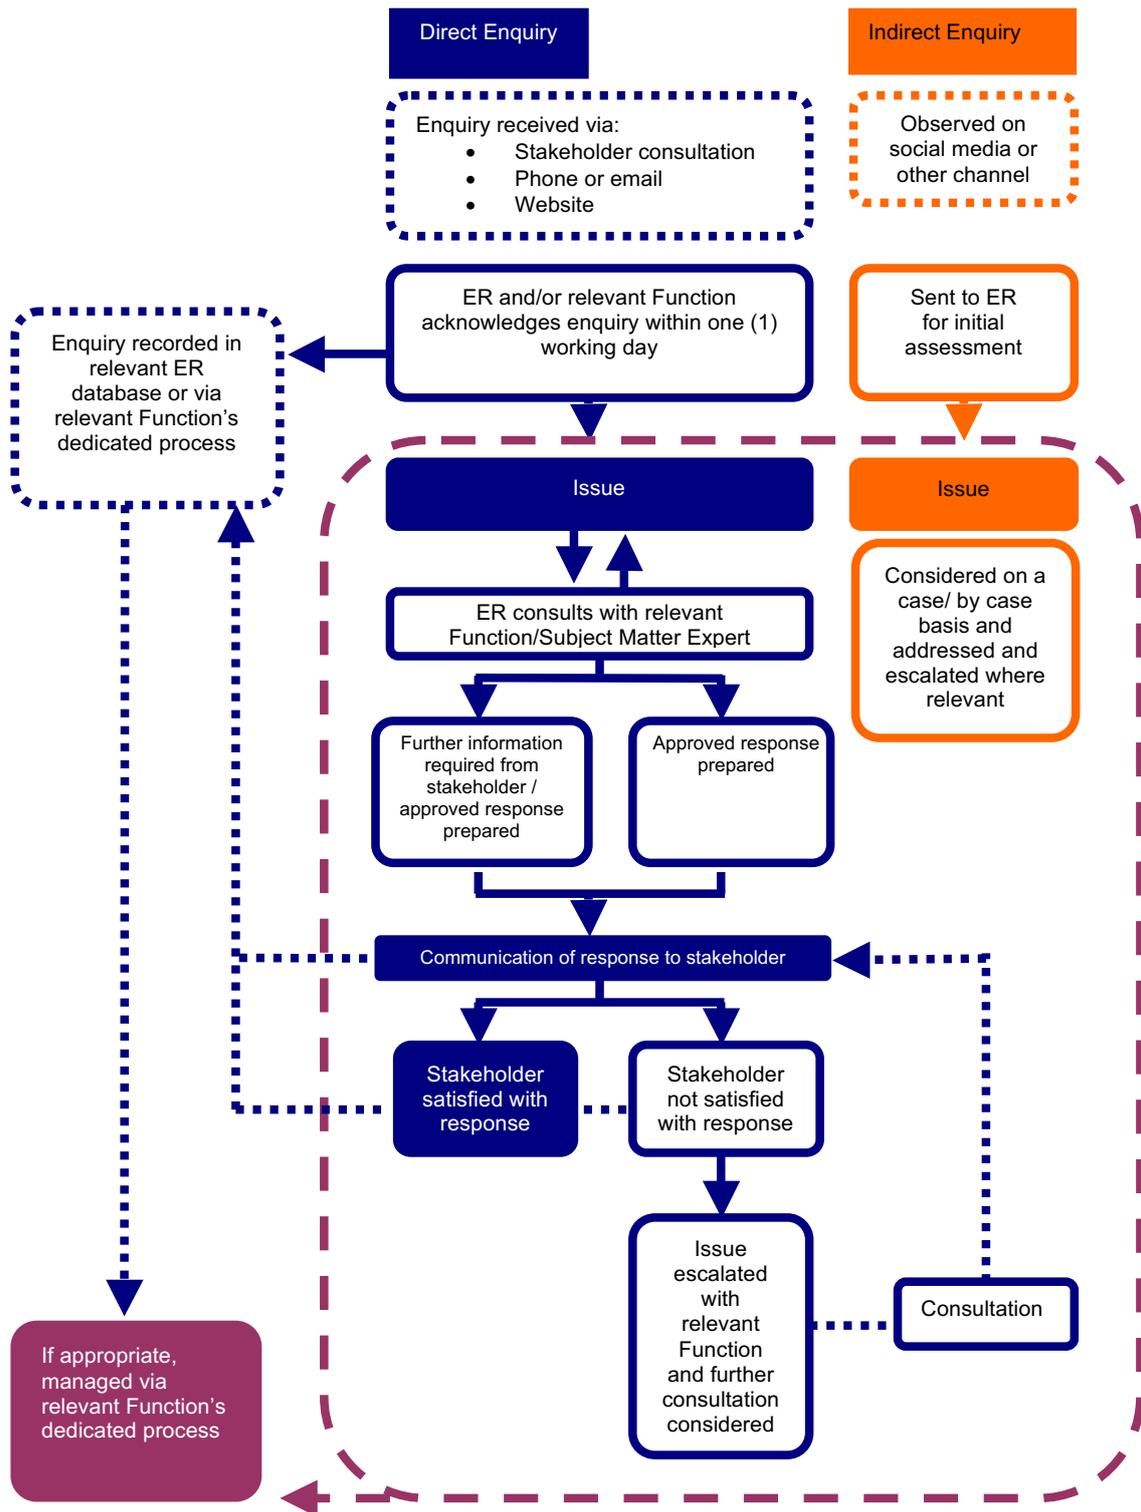 Direct Enquiry
Indirect Enquiry
Enquiry received via:
• Stakeholder consultation
• Phone or email
• Website
Observed on
social media or
other channel
ER and/or relevant Function
acknowledges enquiry within one (1)
working day
Sent to ER
for initial
assessment
Enquiry recorded in
relevant ER
database or via
relevant Function’s
dedicated process
Issue
Issue
ER consults with relevant
Function/Subject Matter Expert
Considered on a
case/ by case
basis and
addressed and
escalated where
relevant
Further information
required from
stakeholder /
approved response
prepared
Approved response
prepared
Communication of response to stakeholder
Stakeholder
satisfied with
response
Stakeholder
not satisfied
with response
Issue
escalated
with
relevant
Function
and further
consultation
considered
Consultation
If appropriate,
managed via
relevant Function’s
dedicated process